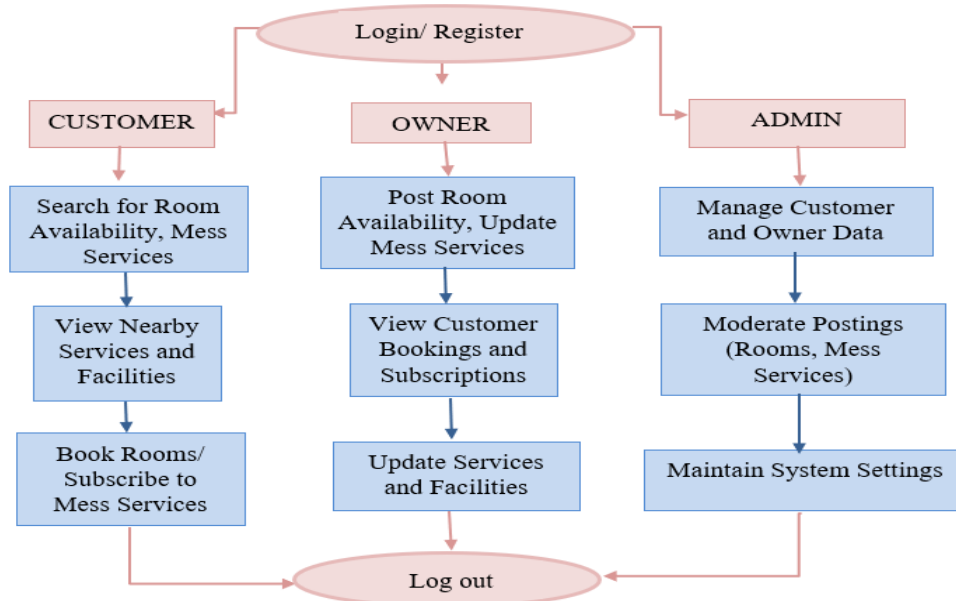 Login/ Register
CUSTOMER
OWNER
ADMIN
Search for Room
Availability, Mess
Services
Post Room
Availability, Update
Mess Services
Manage Customer
and Owner Data
View Nearby
Services and
Facilities
View Customer
Bookings and
Subscriptions
Moderate Postings
(Rooms, Mess
Services)
Book Rooms/
Subscribe to
Mess Services
Update Services
and Facilities
Maintain System Settings
Log out